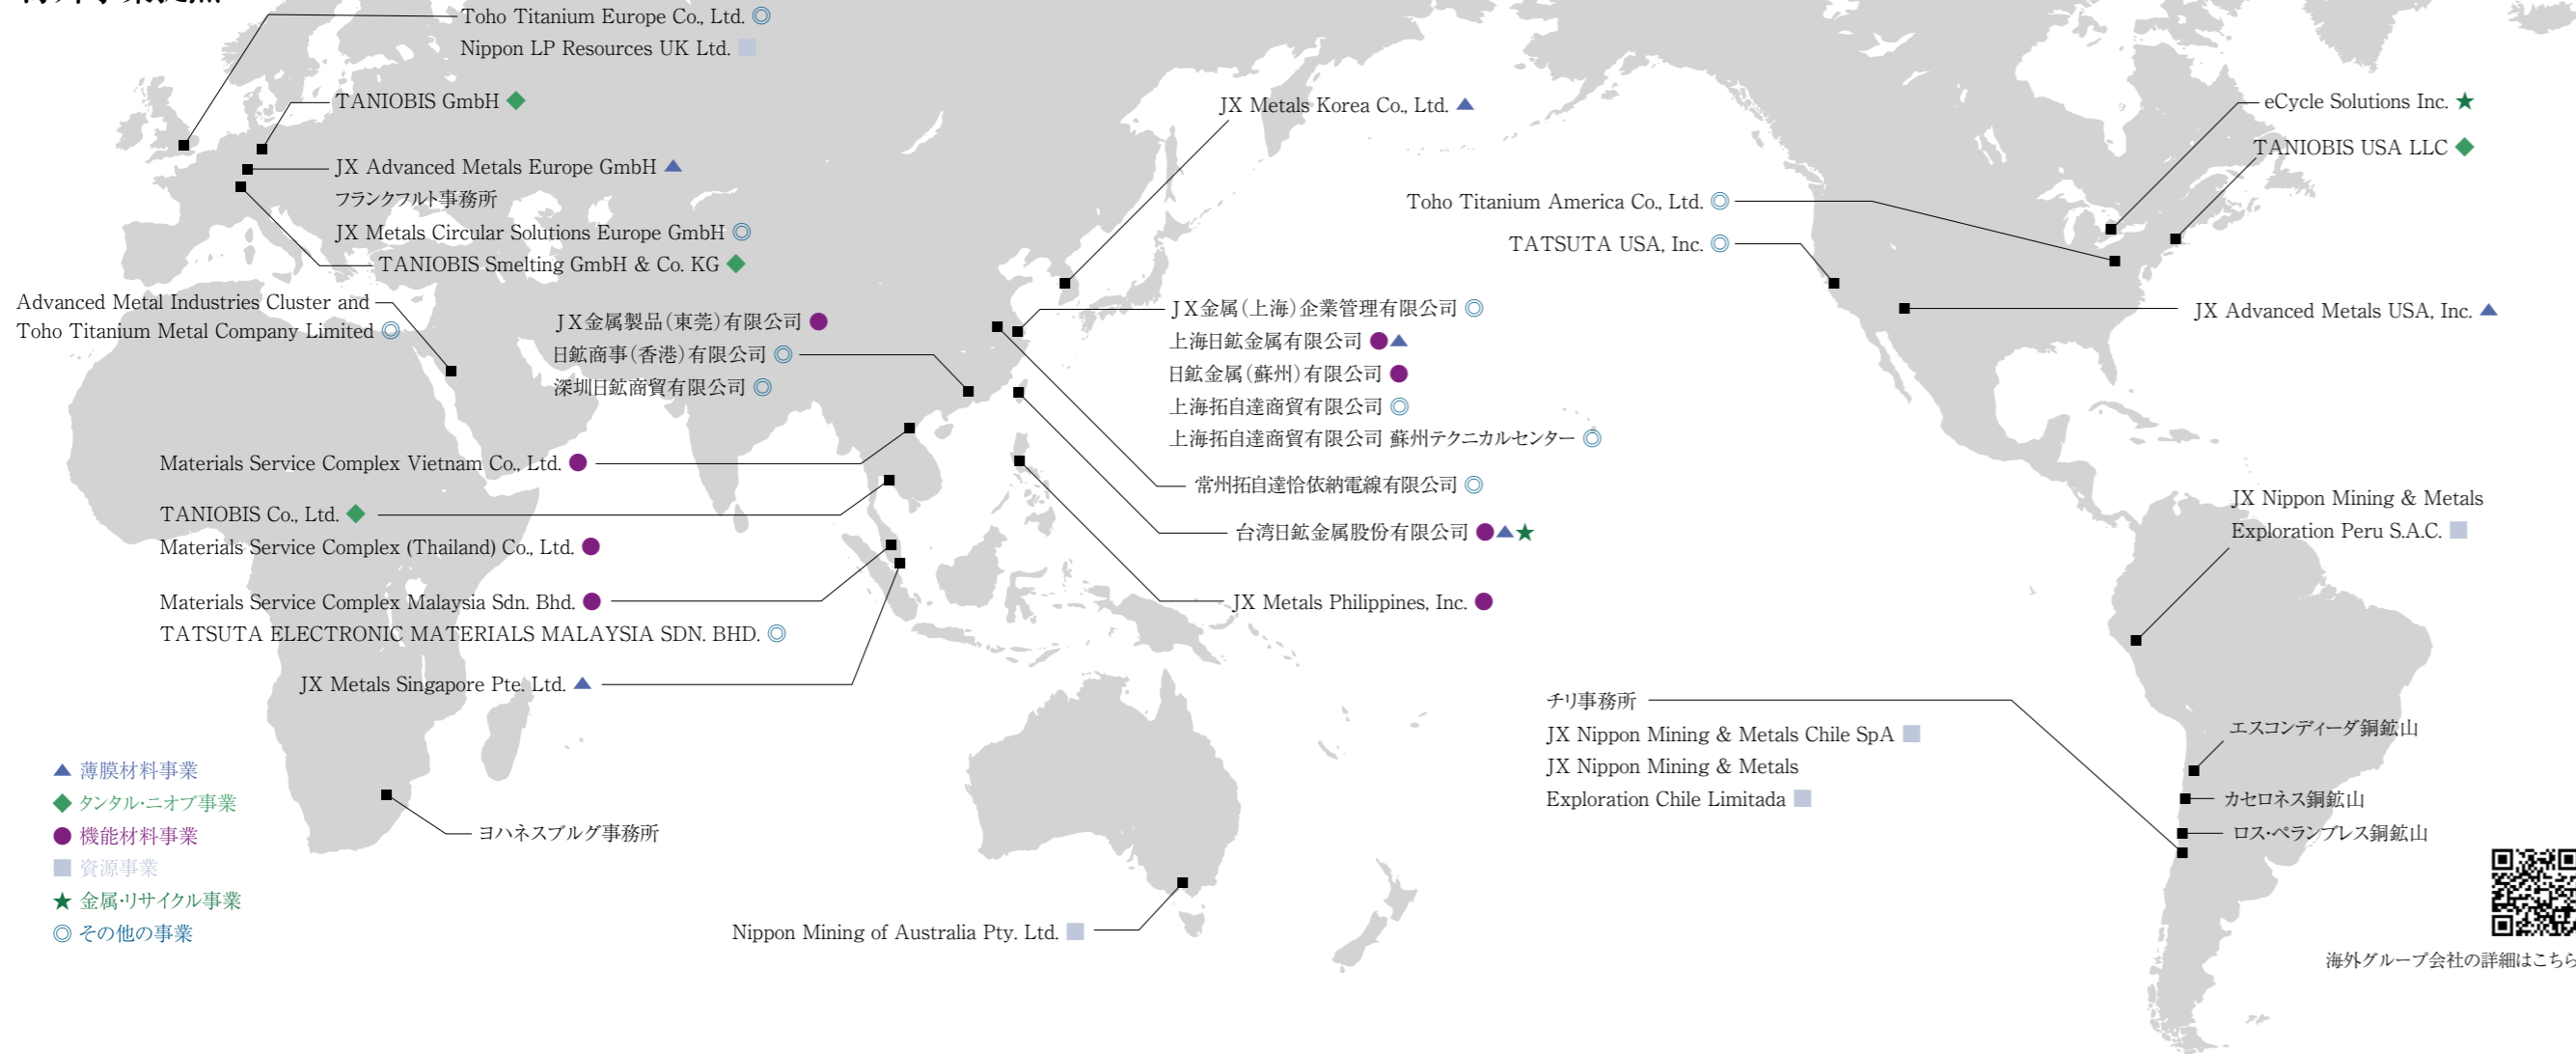 Toho Titanium Europe Co., Ltd. ◎
Nippon LP Resources UK Ltd. ■
TANIOBIS GmbH ◆
JX Advanced Metals Europe GmbH ▲
フランクフルト事務所
JX Metals Circular Solutions Europe GmbH ◎
TANIOBIS Smelting GmbH & Co. KG ◆
Advanced Metal Industries Cluster and
Toho Titanium Metal Company Limited ◎
JX金属製品(東莞)有限公司 ●
日鉱商事(香港)有限公司 ◎
深圳日鉱商貿有限公司 ◎
Materials Service Complex Vietnam Co., Ltd. ●
TANIOBIS Co., Ltd. ◆
Materials Service Complex (Thailand) Co., Ltd. ●
Materials Service Complex Malaysia Sdn. Bhd. ●
TATSUTA ELECTRONIC MATERIALS MALAYSIA SDN. BHD. ◎
JX Metals Singapore Pte. Ltd. ▲
ヨハネスブルグ事務所
JX Metals Korea Co., Ltd. ▲
JX金属(上海)企業管理有限公司 ◎
上海日鉱金属有限公司 ●▲
日鉱金属(蘇州)有限公司 ●
上海拓自達商貿有限公司 ◎
上海拓自達商貿有限公司 蘇州テクニカルセンター ◎
常州拓自達恰依納電線有限公司 ◎
台湾日鉱金属股份有限公司 ●▲★
JX Metals Philippines, Inc. ●
Nippon Mining of Australia Pty. Ltd. ■
eCycle Solutions Inc. ★
TANIOBIS USA LLC ◆
Toho Titanium America Co., Ltd. ◎
TATSUTA USA, Inc. ◎
JX Advanced Metals USA, Inc. ▲
JX Nippon Mining & Metals
Exploration Peru S.A.C. ■
チリ事務所
JX Nippon Mining & Metals Chile SpA ■
JX Nippon Mining & Metals
Exploration Chile Limitada ■
エスコンディーダ銅鉱山
カセロネス銅鉱山
ロス・ペランブレス銅鉱山
▲ 薄膜材料事業
◆ タンタル・ニオブ事業
● 機能材料事業
■ 資源事業
★ 金属・リサイクル事業
◎ その他の事業
海外グループ会社の詳細はこちら